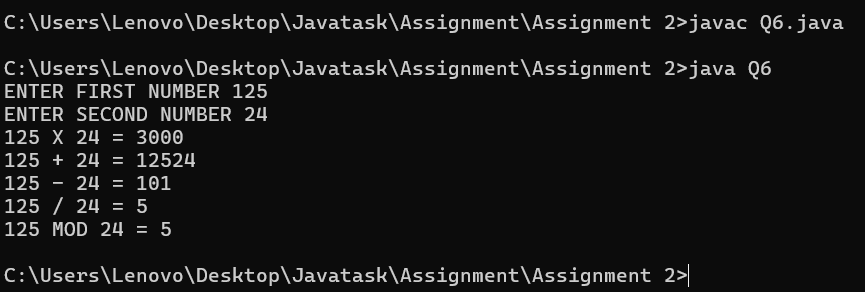 C:\Users\Lenovo\Desktop\Javatask\Assignment\Assignment 2>javac Q6.java
C:\Users\Lenovo\Desktop\Javatask\Assignment\Assignment 2>java Q6
ENTER FIRST NUMBER 125
ENTER SECOND NUMBER 24
125 X 24 = 3000
125 + 24 = 12524
125 - 24 = 101
125 / 24 = 5
125 MOD 24 = 5
C:\Users\Lenovo\Desktop\Javatask\Assignment\Assignment 2>